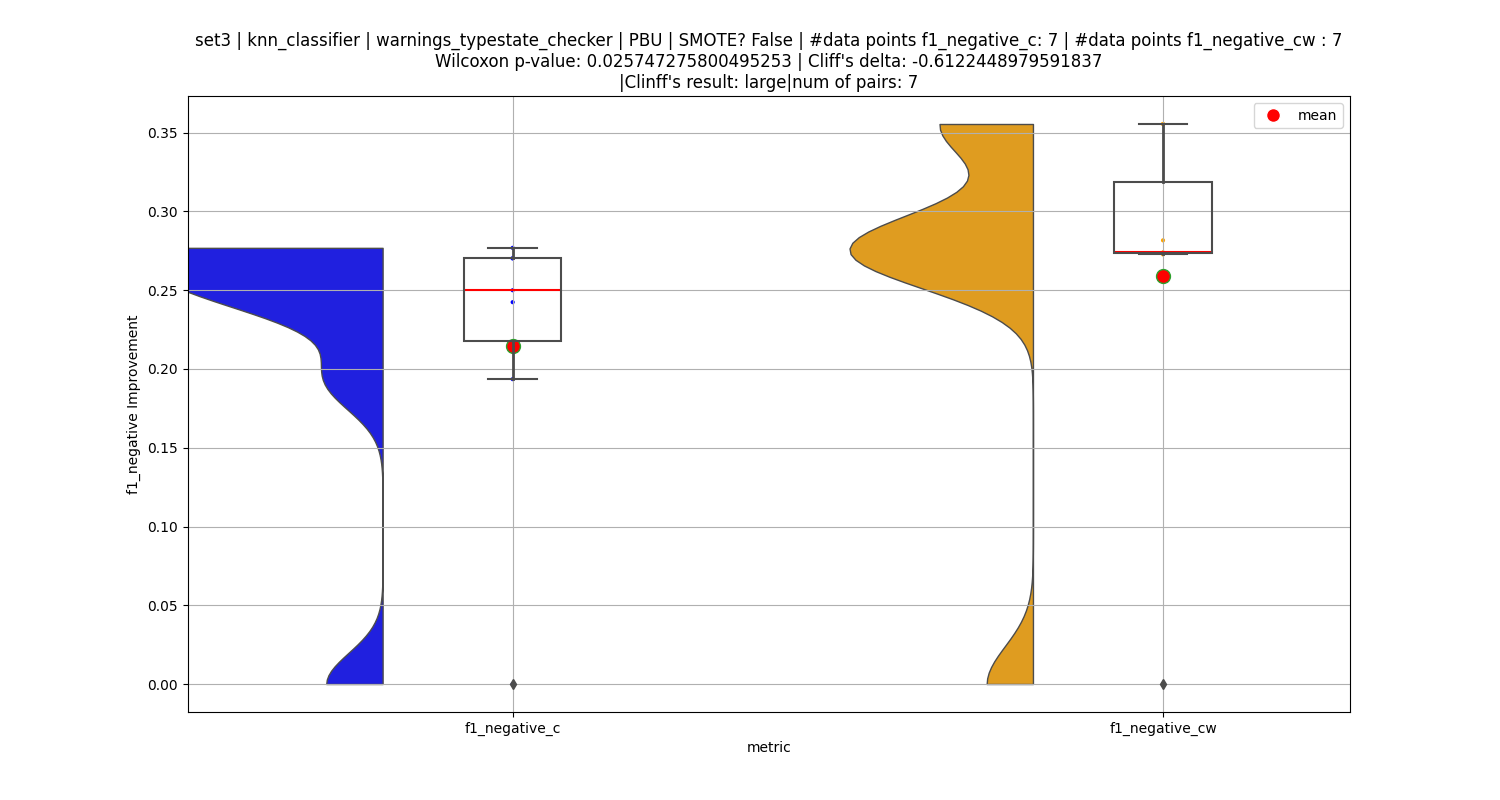 set3 | knn_classifier | warnings_typestate_checker | PBU | SMOTE? False | #data points f1_negative_c: 7 | #data points f1_negative_cw : 7
Wilcoxon p-value: 0.025747275800495253 | Cliff's delta: -0.6122448979591837
|Clinff's result: large|num of pairs: 7
mean
0.35
0.30
0.25
0.20
0.15
0.10
0.05
0.00
f1_negative Improvement
f1_negative_c
f1_negative_cw
metric